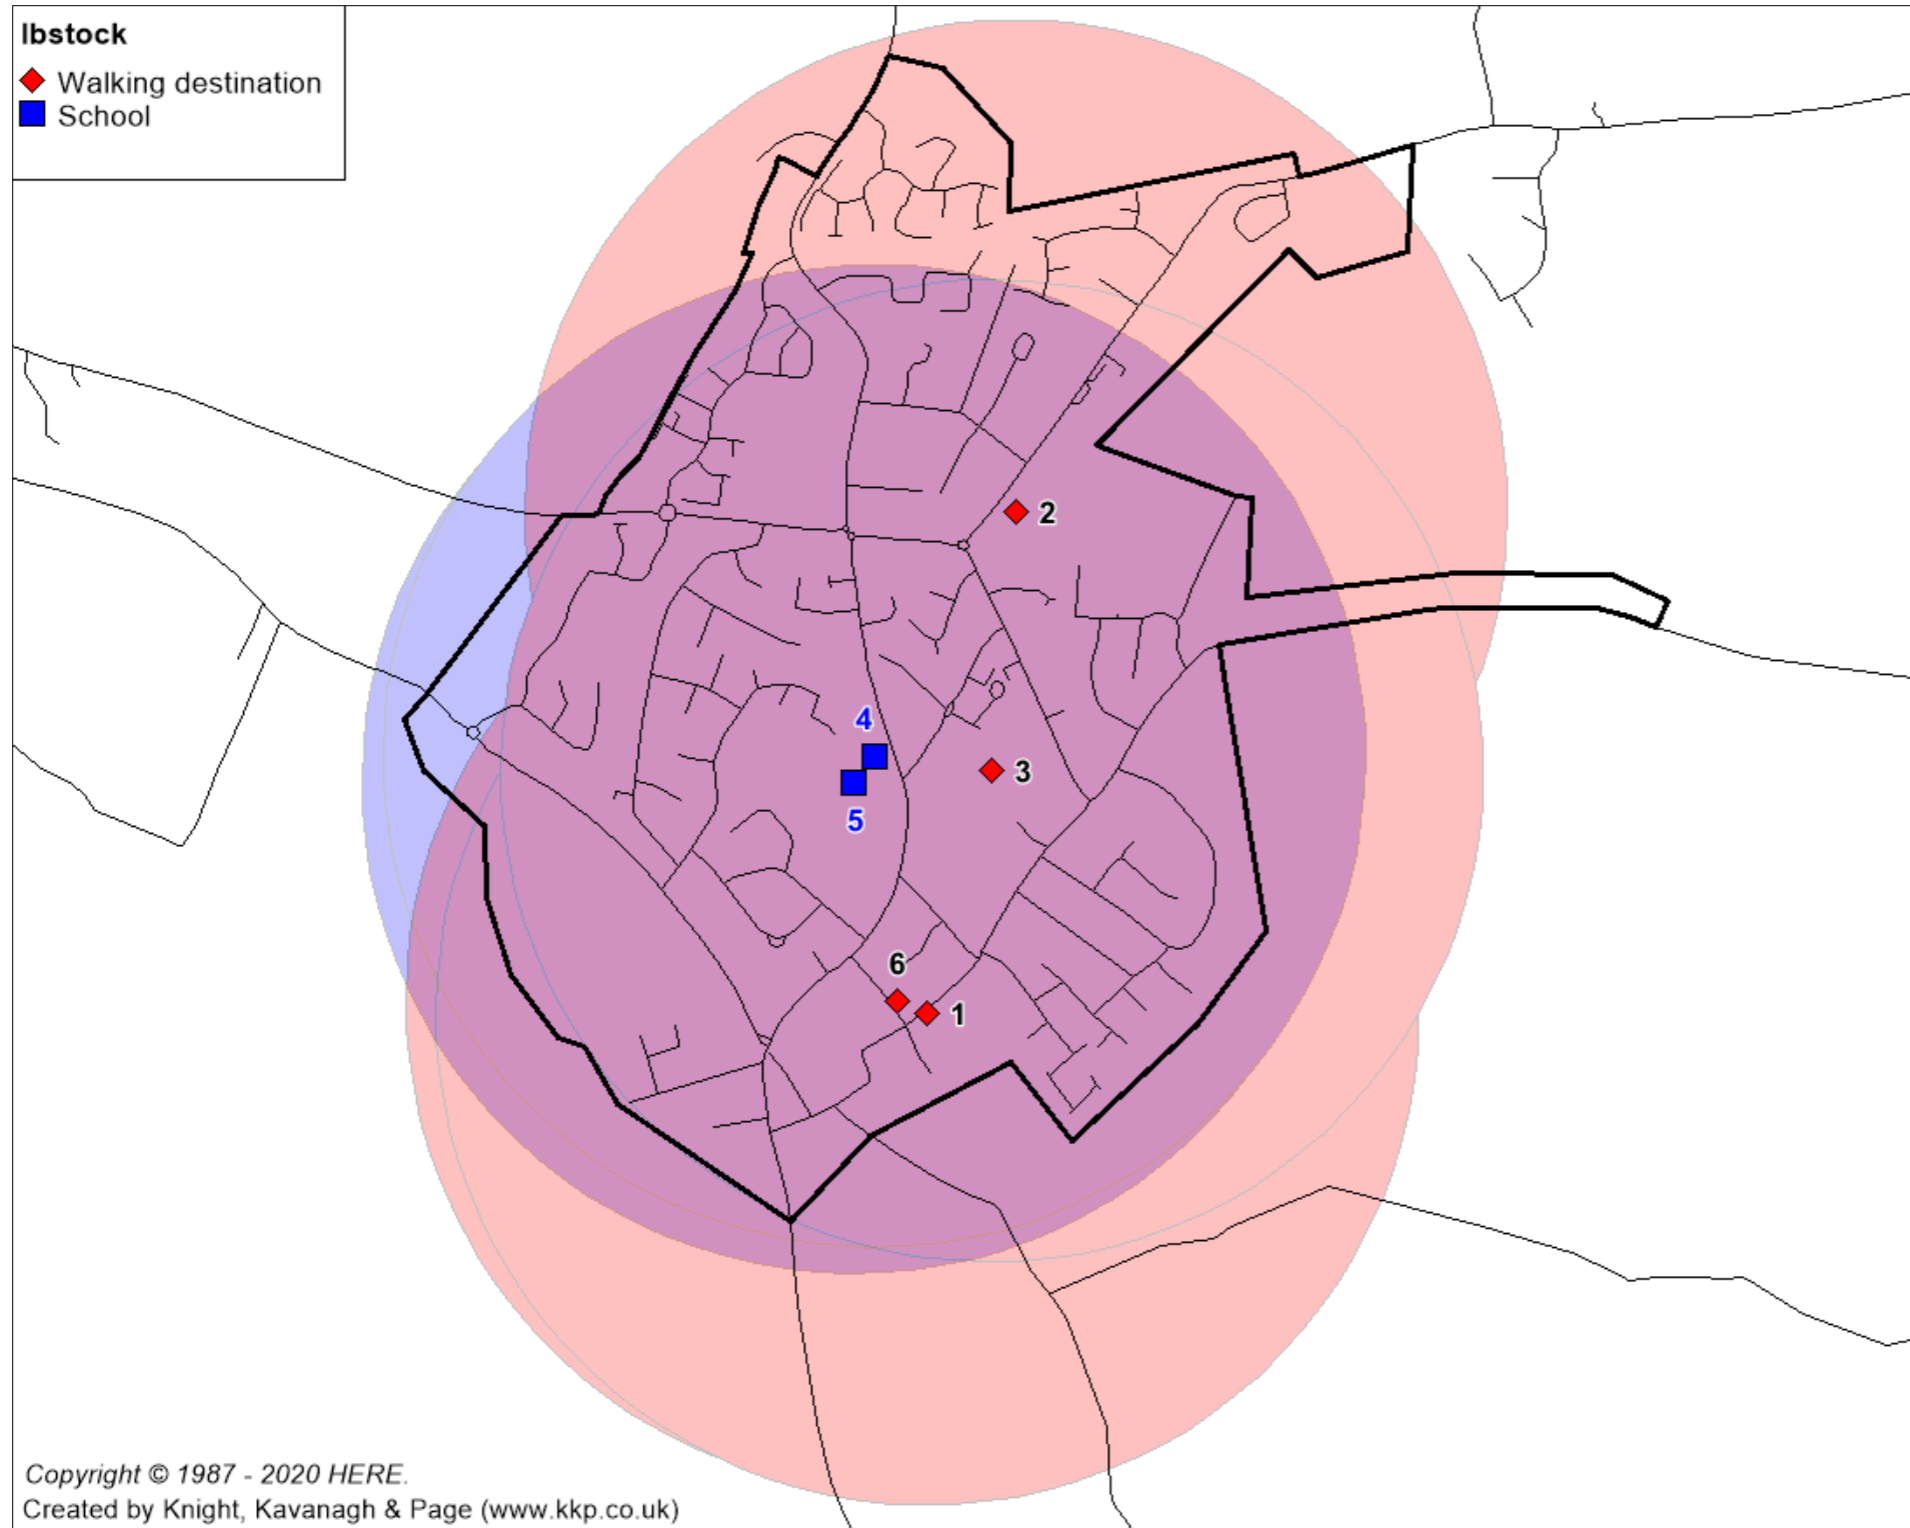 Ibstock
Walking destination
School
2
4
3
5
6
1
Copyright © 1987 - 2020 HERE.
Created by Knight, Kavanagh & Page (www.kkp.co.uk)